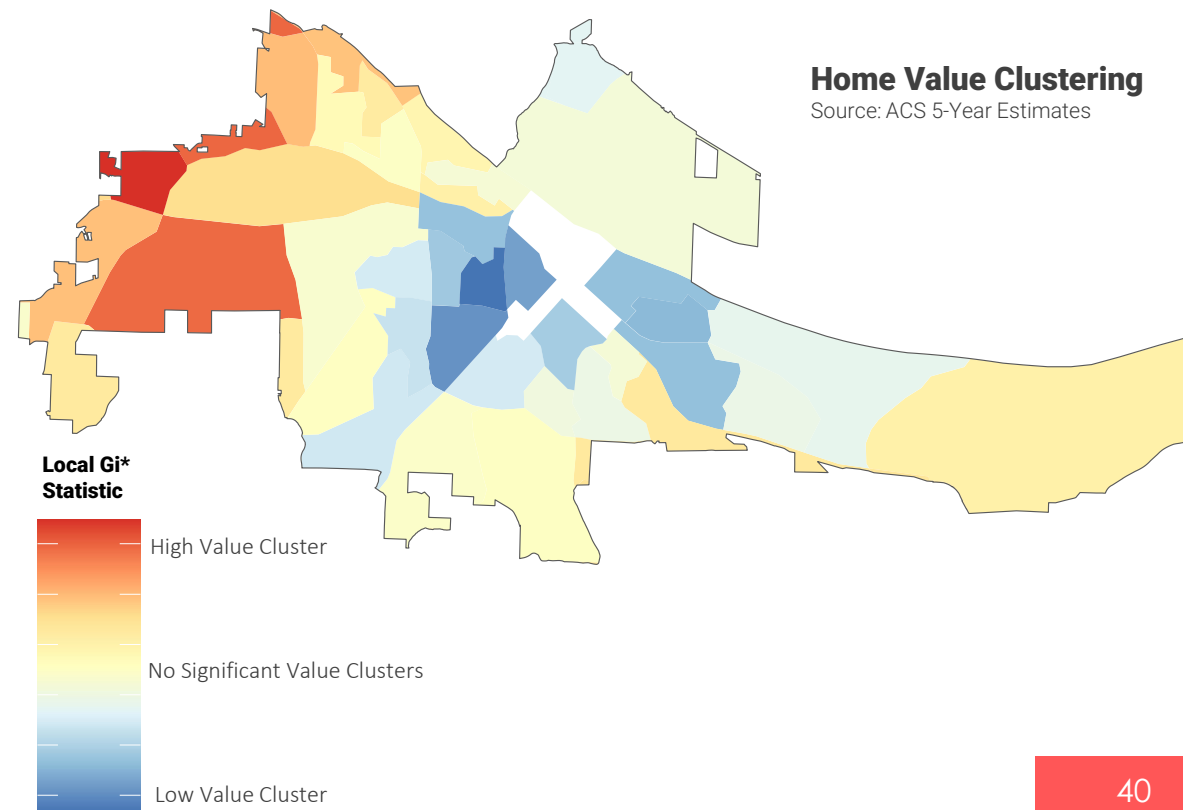 Home Value Clustering
Source: ACS 5-Year Estimates
Local Gi*
Statistic
High Value Cluster
No Significant Value Clusters
Low Value Cluster
40